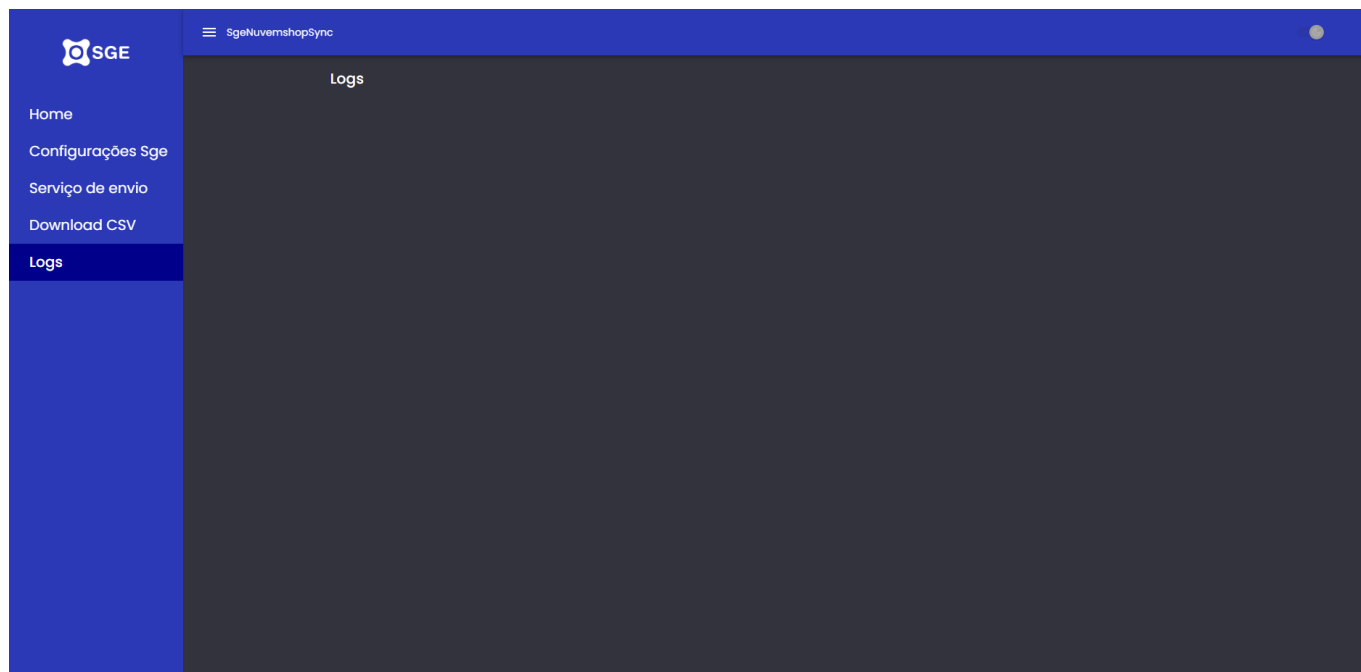 SGE
SgeNuvemshopSync
Logs
Home
Configurações Sge
Serviço de envio
Download CSV
Logs